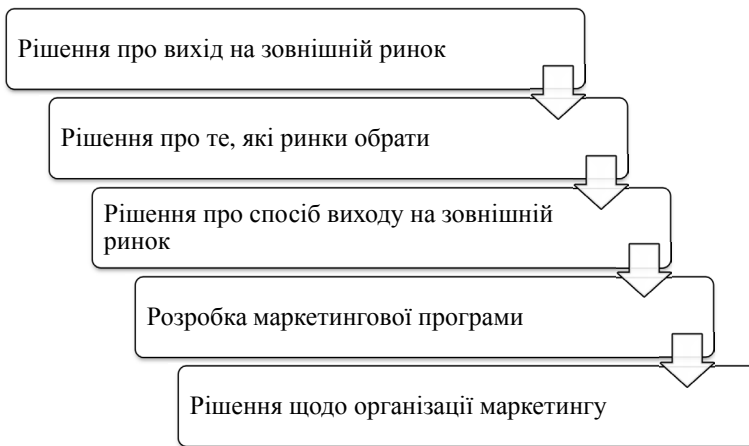 Рішення про вихід на зовнішній ринок
Рішення про те, які ринки обрати
Рішення про спосіб виходу на зовнішній
ринок
Розробка маркетингової програми
Рішення щодо організації маркетингу